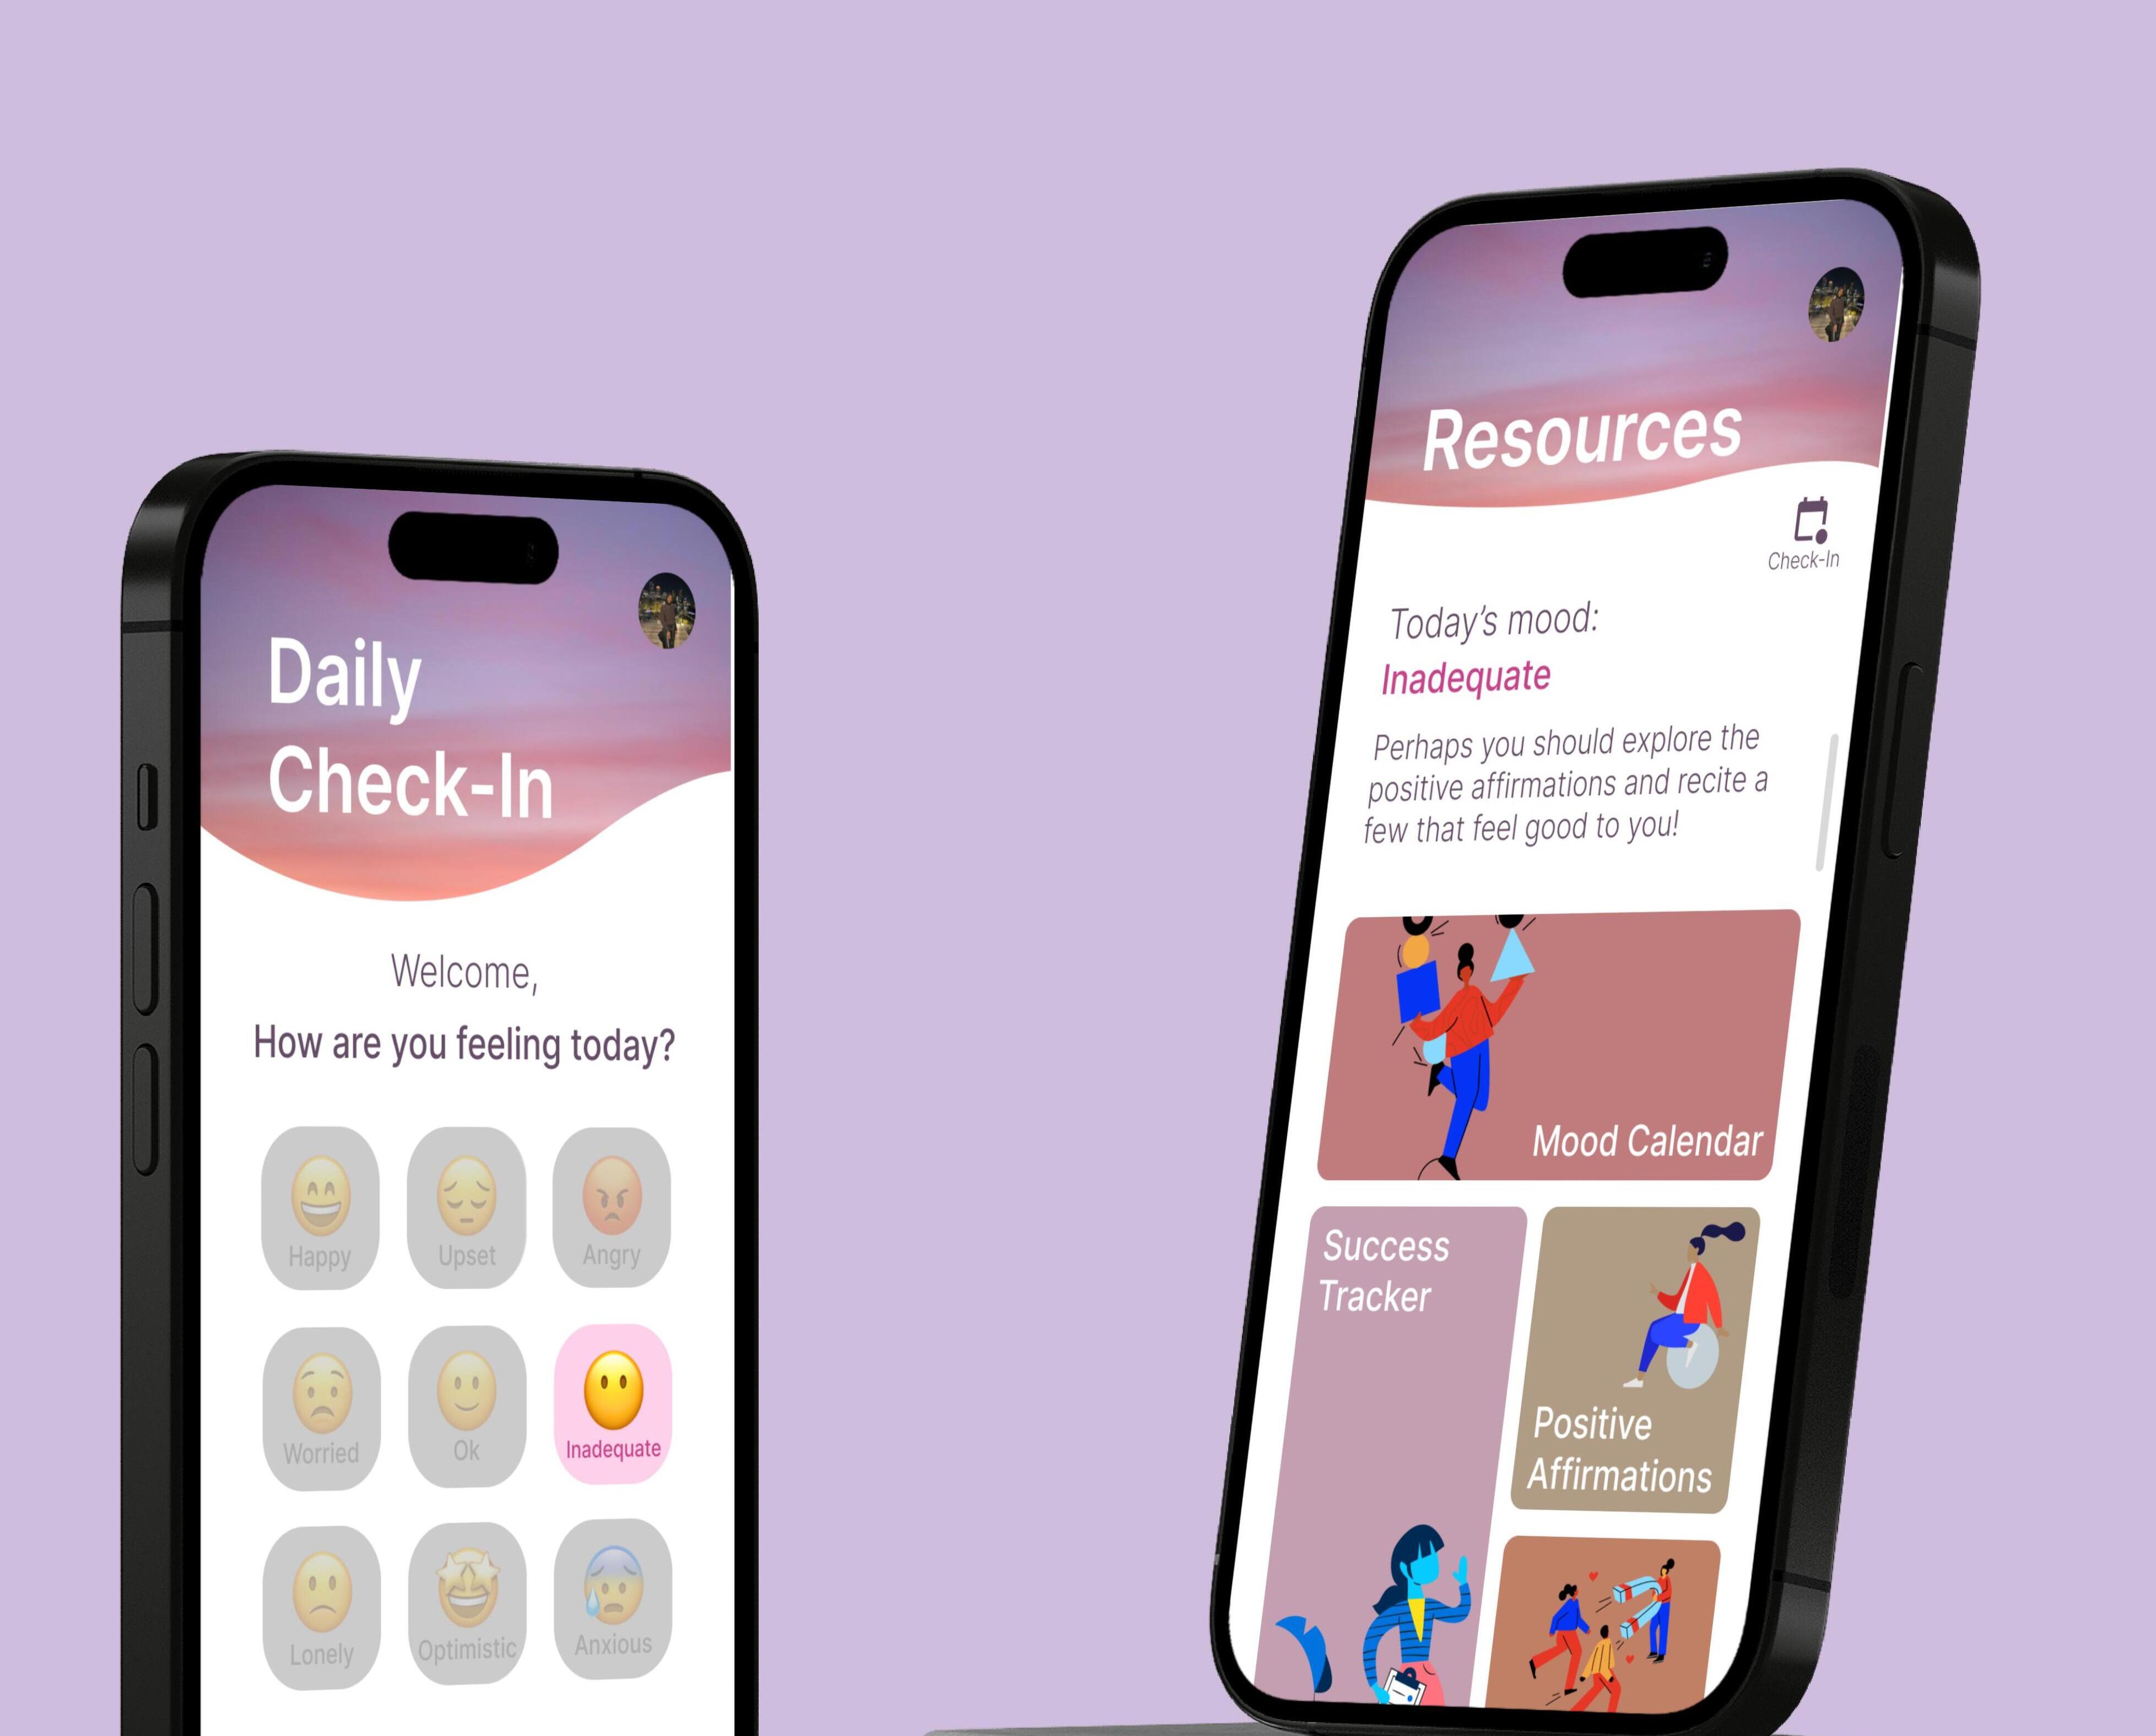 Daily
Check-In
Welcome,
How are you feeling today?
Happy
Upset
Angry
Worried
Ok
Inadequate
Lonely
Optimistic
Anxious
Resources
Check-In
Today’s mood:
Inadequate
Perhaps you should explore the
positive affirmations and recite a
few that feel good to you!
Mood Calendar
Success
Tracker
Positive
Affirmations